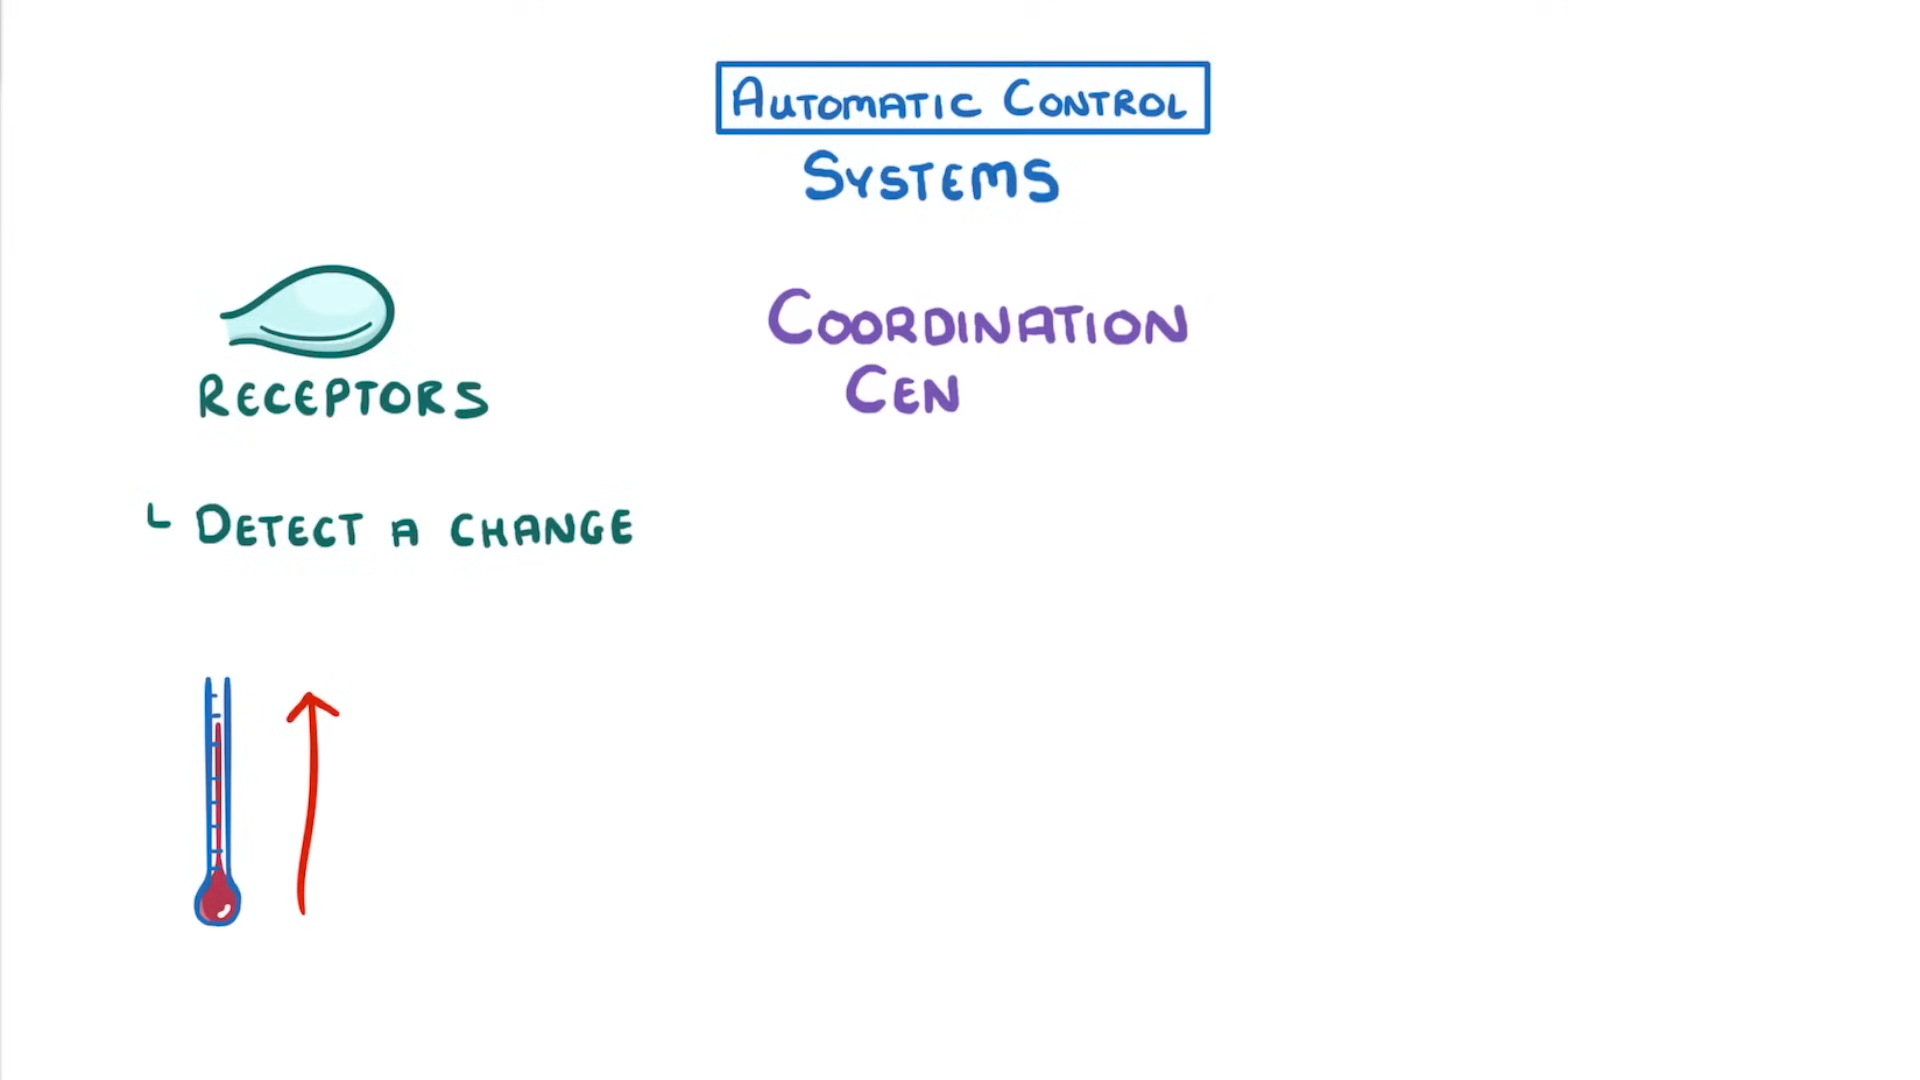 AUTOMATIC CONTROL
SYSTEMS
RECEPTORS
COORDINATION
CEN
DETECT A CHANGE